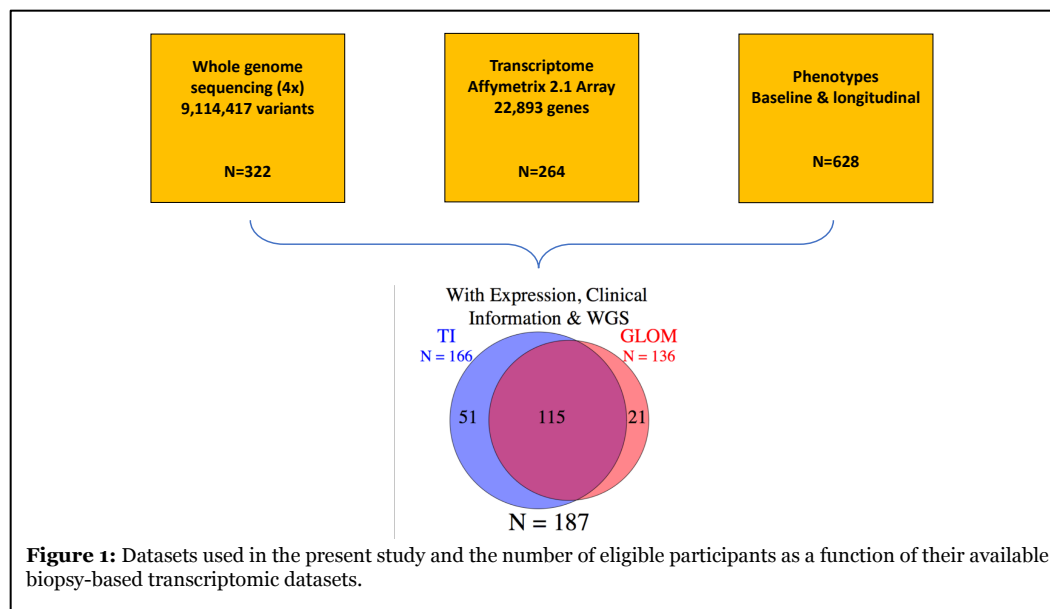 Whole genome
sequencing (4x)
9,114,417 variants
N=322
Transcriptome
Affymetrix 2.1 Array
22,893 genes
N=264
Phenotypes
Baseline & longitudinal
N=628
With Expression, Clinical
Information & WGS
TI
N = 166
GLOM
N = 136
51
115
21
N = 187
Figure 1: Datasets used in the present study and the number of eligible participants as a function of their available
biopsy-based transcriptomic datasets.